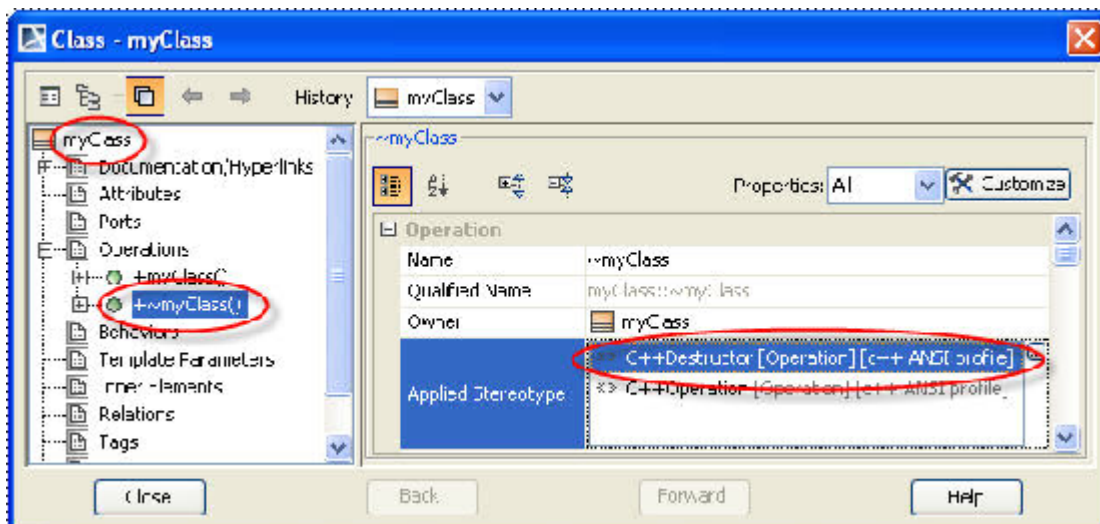 Class - myClass
History
myClass
myClass
Documentation/Hyperlinks
Attributes
Ports
Operations
+myClass()
+~myClass()
Behaviors
Template Parameters
Inner Elements
Relations
Tags
~myClass
Properties: All
Customize
Operation
Name
~myClass
Qualified Name
myClass::~myClass
Owner
myClass
Applied Stereotype
C++Destructor [Operation] [c++ ANSI profile]
<> C++Operation [Operation] [c++ ANSI profile]
Close
Back
Forward
Help